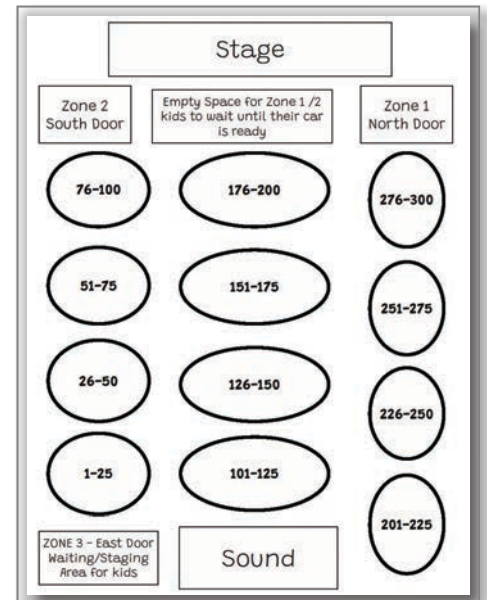 Stage
Zone 2
South Door
Empty Space for Zone 1 /2
kids to wait until their car
is ready
Zone 1
North Door
76-100
176-200
276-300
51-75
151-175
251-275
26-50
126-150
226-250
1-25
101-125
201-225
ZONE 3 - East Door
Waiting/Staging
Area for kids
Sound